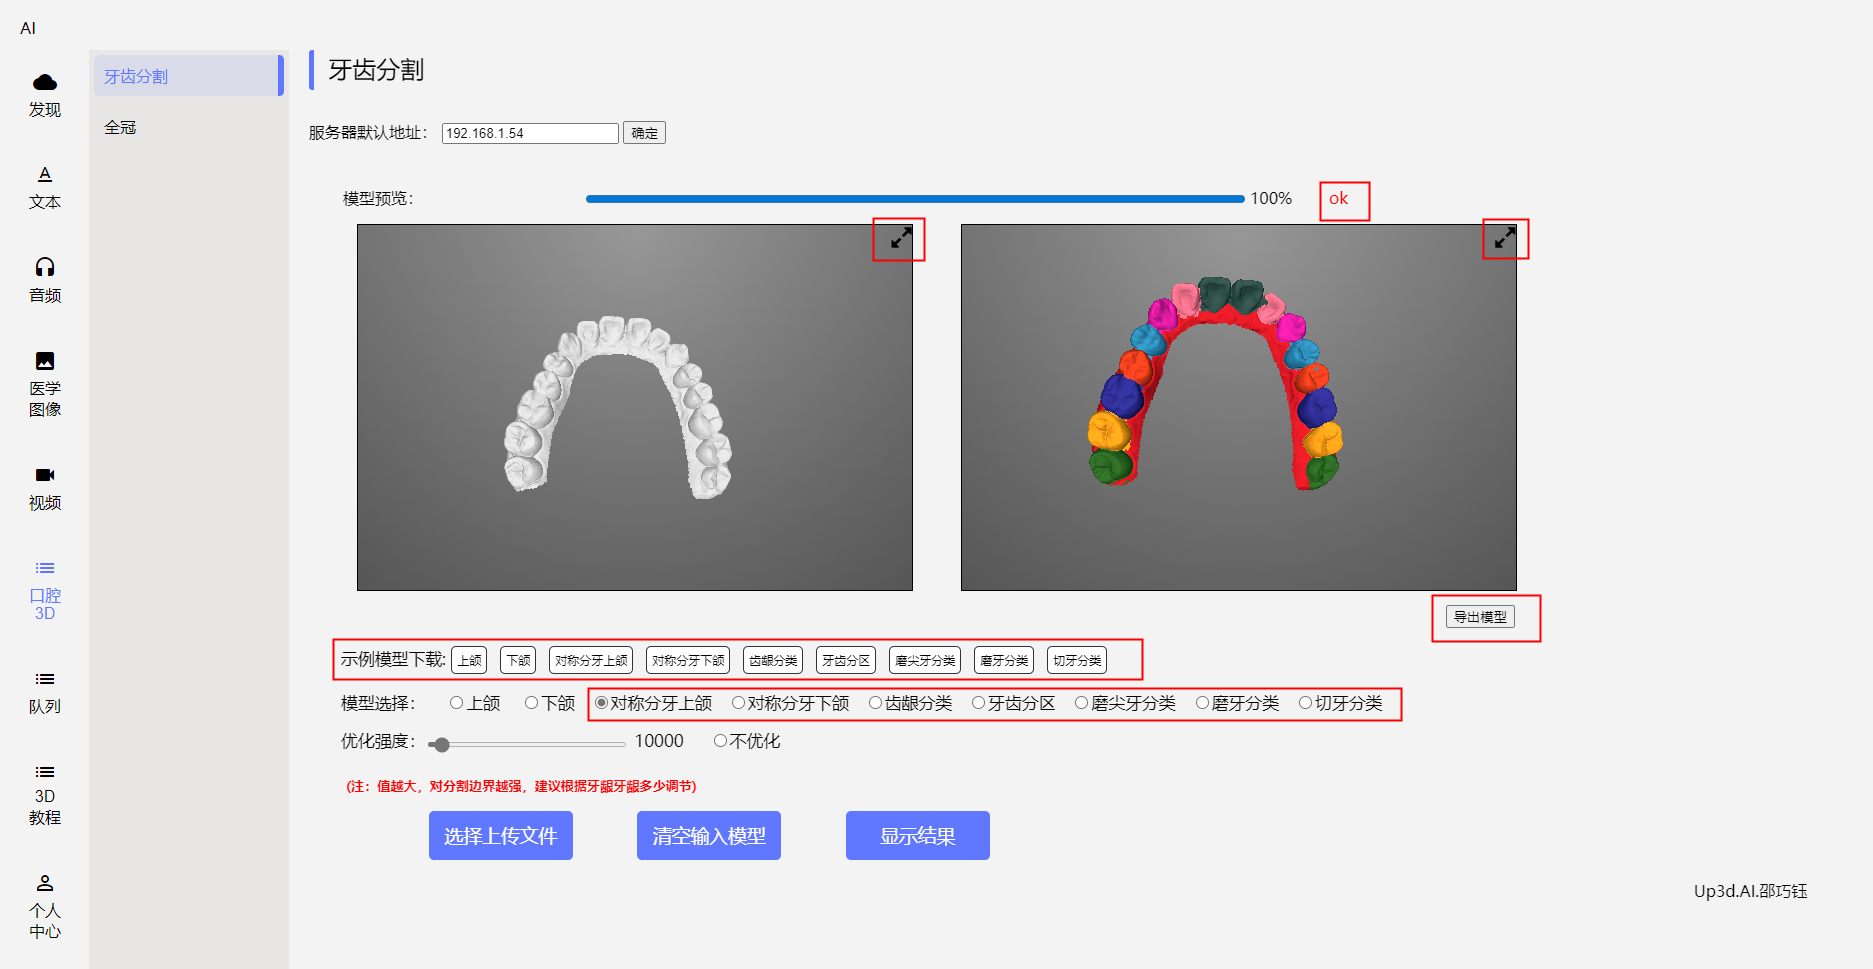 AI
发现
文本
音频
医学
图像
视频
口腔
3D
队列
3D
教程
个人
中心
牙齿分割
全冠
牙齿分割
服务器默认地址： 192.168.1.54 确定
模型预览： 100% ok
导出模型
示例模型下载: 上颌 下颌 对称分牙上颌 对称分牙下颌 齿龈分类 牙齿分区 磨尖牙分类 磨牙分类 切牙分类
模型选择： 上颌 下颌 对称分牙上颌 对称分牙下颌 齿龈分类 牙齿分区 磨尖牙分类 磨牙分类 切牙分类
优化强度： 10000 不优化
(注：值越大，对分割边界越强，建议根据牙龈牙龈多少调节)
选择上传文件 清空输入模型 显示结果
Up3d.AI.邵巧钰